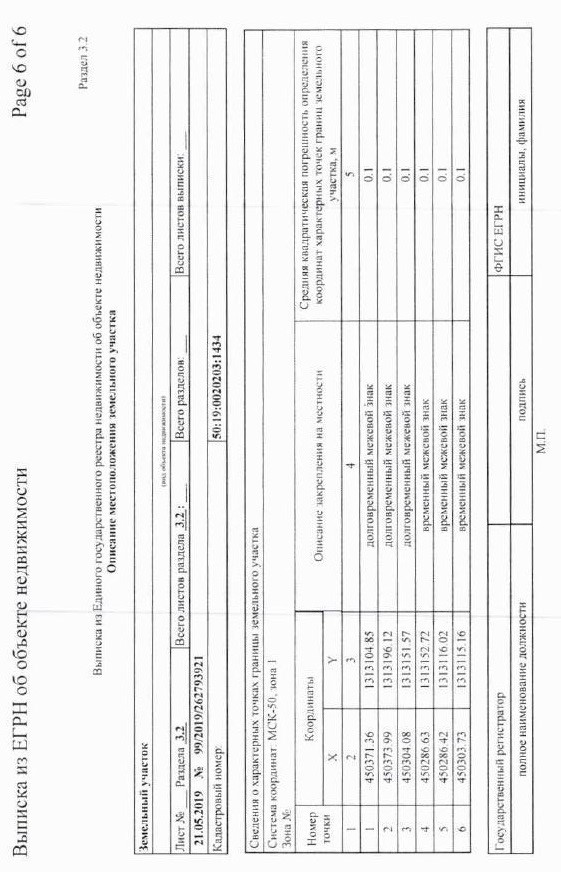 Выписка из ЕГРН об объекте недвижимости Page 6 of 6
Раздел 3.2
Выписка из Единого государственного реестра недвижимости об объекте недвижимости
Описание местоположения земельного участка
Земельный участок
(вид объекта недвижимости)
Лист № ___ Раздела 3.2 Всего листов раздела 3.2 : ___ Всего разделов: ___ Всего листов выписки: ___
21.05.2019 № 99/2019/262793921
Кадастровый номер 50:19:0020203:1434
Сведения о характерных точках границы земельного участка
Система координат МСК-50, зона 1
Зона №
Номер точки Координаты Описание закрепления на местности Средняя квадратическая погрешность определения координат характерных точек границ земельного участка, м
X Y
1 2 3 4 5
1 450371.36 1313104.85 долговременный межевой знак 0.1
2 450373.99 1313196.12 долговременный межевой знак 0.1
3 450304.08 1313151.57 долговременный межевой знак 0.1
4 450286.63 1313152.72 временный межевой знак 0.1
5 450286.42 1313116.02 временный межевой знак 0.1
6 450303.73 1313115.16 временный межевой знак 0.1
Государственный регистратор ФГИС ЕГРН
полное наименование должности подпись инициалы, фамилия
М.П.